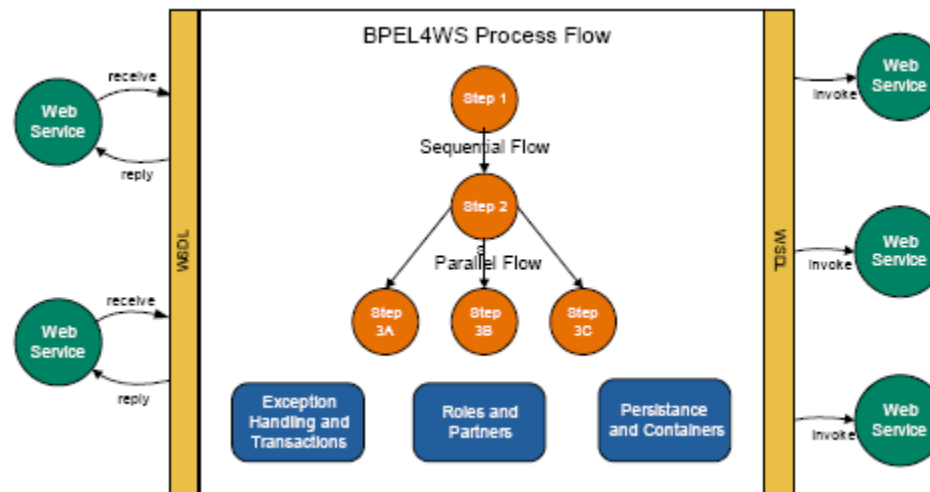 BPEL4WS Process Flow
receive
Web
Service
reply
receive
Web
Service
reply
WSDL
Step 1
Sequential Flow
Step 2
Parallel Flow
Step
3A
Step
3B
Step
3C
Exception
Handling and
Transactions
Roles and
Partners
Persistance
and Containers
WSDL
Web
Service
Invoke
Web
Service
Invoke
Web
Service
Invoke